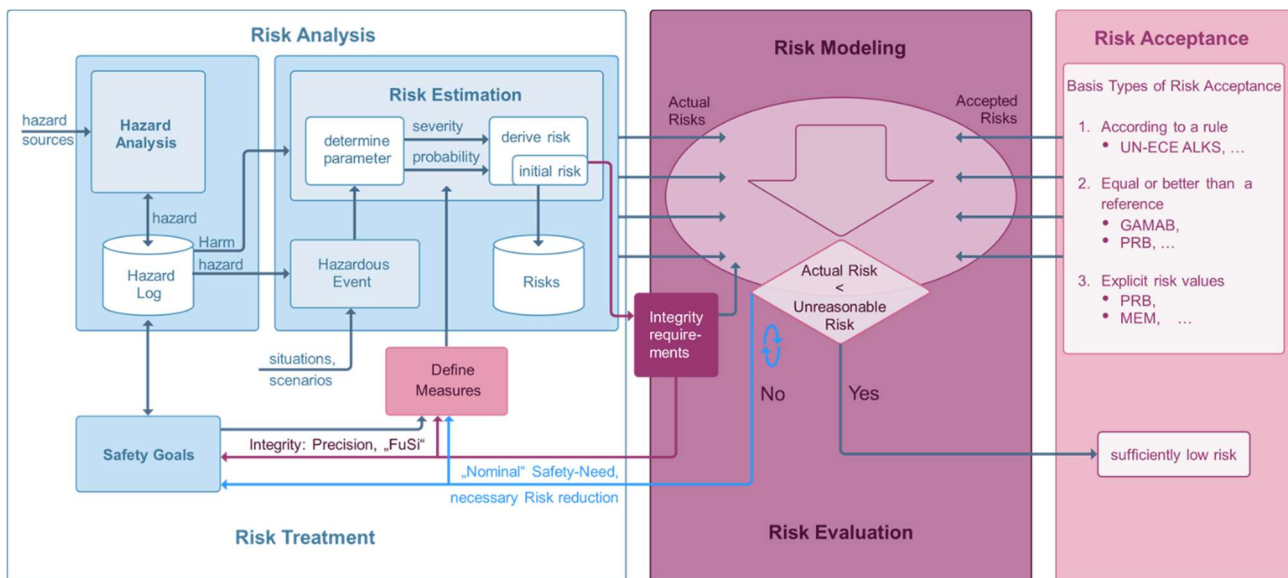 Risk Analysis
hazard
sources
Hazard
Analysis
hazard
Harm
hazard
Hazard
Log
Risk Estimation
determine
parameter
severity
probability
derive risk
initial risk
Hazardous
Event
Risks
situations,
scenarios
Define
Measures
Safety Goals
Integrity: Precision, „FuSi“
„Nominal“ Safety-Need,
necessary Risk reduction
Risk Treatment
Risk Modeling
Actual
Risks
Accepted
Risks
Actual Risk
<
Unreasonable
Risk
Integrity
require-
ments
No
Yes
Risk Evaluation
Risk Acceptance
Basis Types of Risk Acceptance
1. According to a rule
• UN-ECE ALKS, …
2. Equal or better than a
reference
• GAMAB,
• PRB, …
3. Explicit risk values
• PRB,
• MEM, …
sufficiently low risk